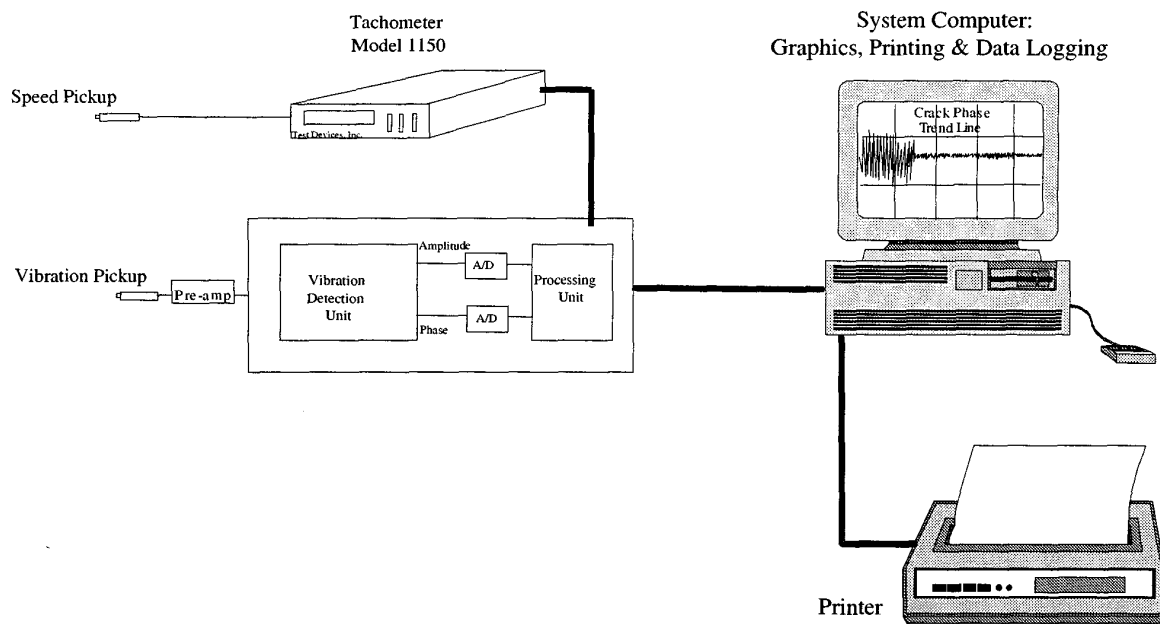 Tachometer
Model 1150
System Computer:
Graphics, Printing & Data Logging
Speed Pickup
Test Devices, Inc.
Crack Phase
Trend Line
Vibration Pickup
Pre-amp
Vibration
Detection
Unit
Amplitude
A/D
Phase
A/D
Processing
Unit
Printer